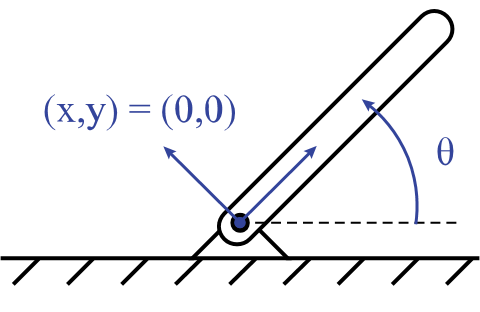 (x,y) = (0,0)
θ